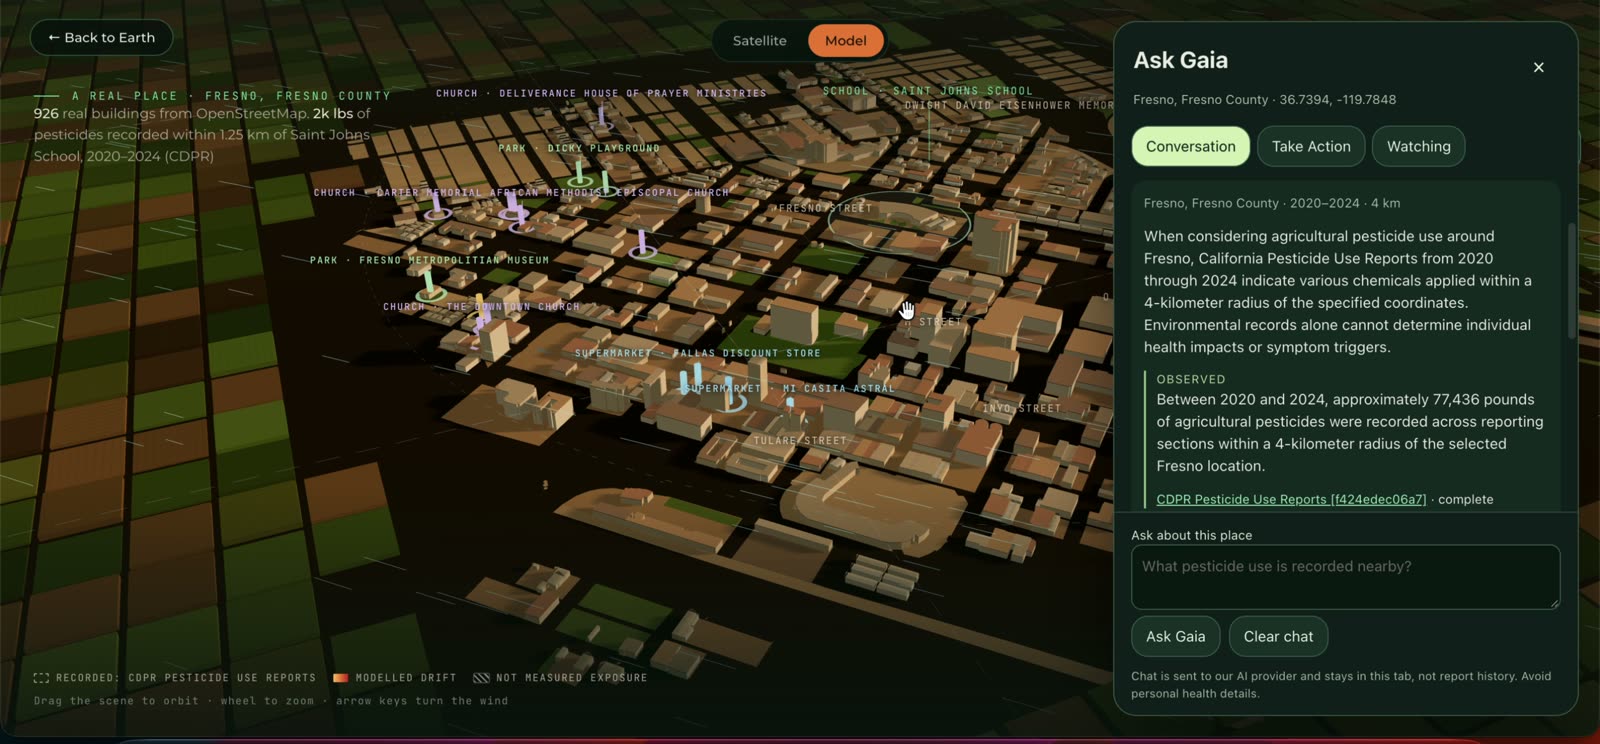 ← Back to Earth
Satellite
Model
A REAL PLACE · FRESNO, FRESNO COUNTY
926 real buildings from OpenStreetMap. 2k lbs of
pesticides recorded within 1.25 km of Saint Johns
School, 2020–2024 (CDPR)
CHURCH · DELIVERANCE HOUSE OF PRAYER MINISTRIES
SCHOOL · SAINT JOHNS SCHOOL
DWIGHT DAVID EISENHOWER MEMOR
PARK · DICKY PLAYGROUND
CHURCH · CARTER MEMORIAL AFRICAN METHODIST EPISCOPAL CHURCH
FRESNO STREET
PARK · FRESNO METROPOLITIAN MUSEUM
CHURCH · THE DOWNTOWN CHURCH
STREET
SUPERMARKET · FALLAS DISCOUNT STORE
SUPERMARKET · MI CASITA ASTRAL
INYO STREET
TULARE STREET
RECORDED: CDPR PESTICIDE USE REPORTS
MODELLED DRIFT
NOT MEASURED EXPOSURE
Drag the scene to orbit · wheel to zoom · arrow keys turn the wind
Ask Gaia
×
Fresno, Fresno County · 36.7394, -119.7848
Conversation
Take Action
Watching
Fresno, Fresno County · 2020–2024 · 4 km
When considering agricultural pesticide use around
Fresno, California Pesticide Use Reports from 2020
through 2024 indicate various chemicals applied within a
4-kilometer radius of the specified coordinates.
Environmental records alone cannot determine individual
health impacts or symptom triggers.
OBSERVED
Between 2020 and 2024, approximately 77,436 pounds
of agricultural pesticides were recorded across reporting
sections within a 4-kilometer radius of the selected
Fresno location.
CDPR Pesticide Use Reports [f424edec06a7] · complete
Ask about this place
What pesticide use is recorded nearby?
Ask Gaia
Clear chat
Chat is sent to our AI provider and stays in this tab, not report history. Avoid
personal health details.